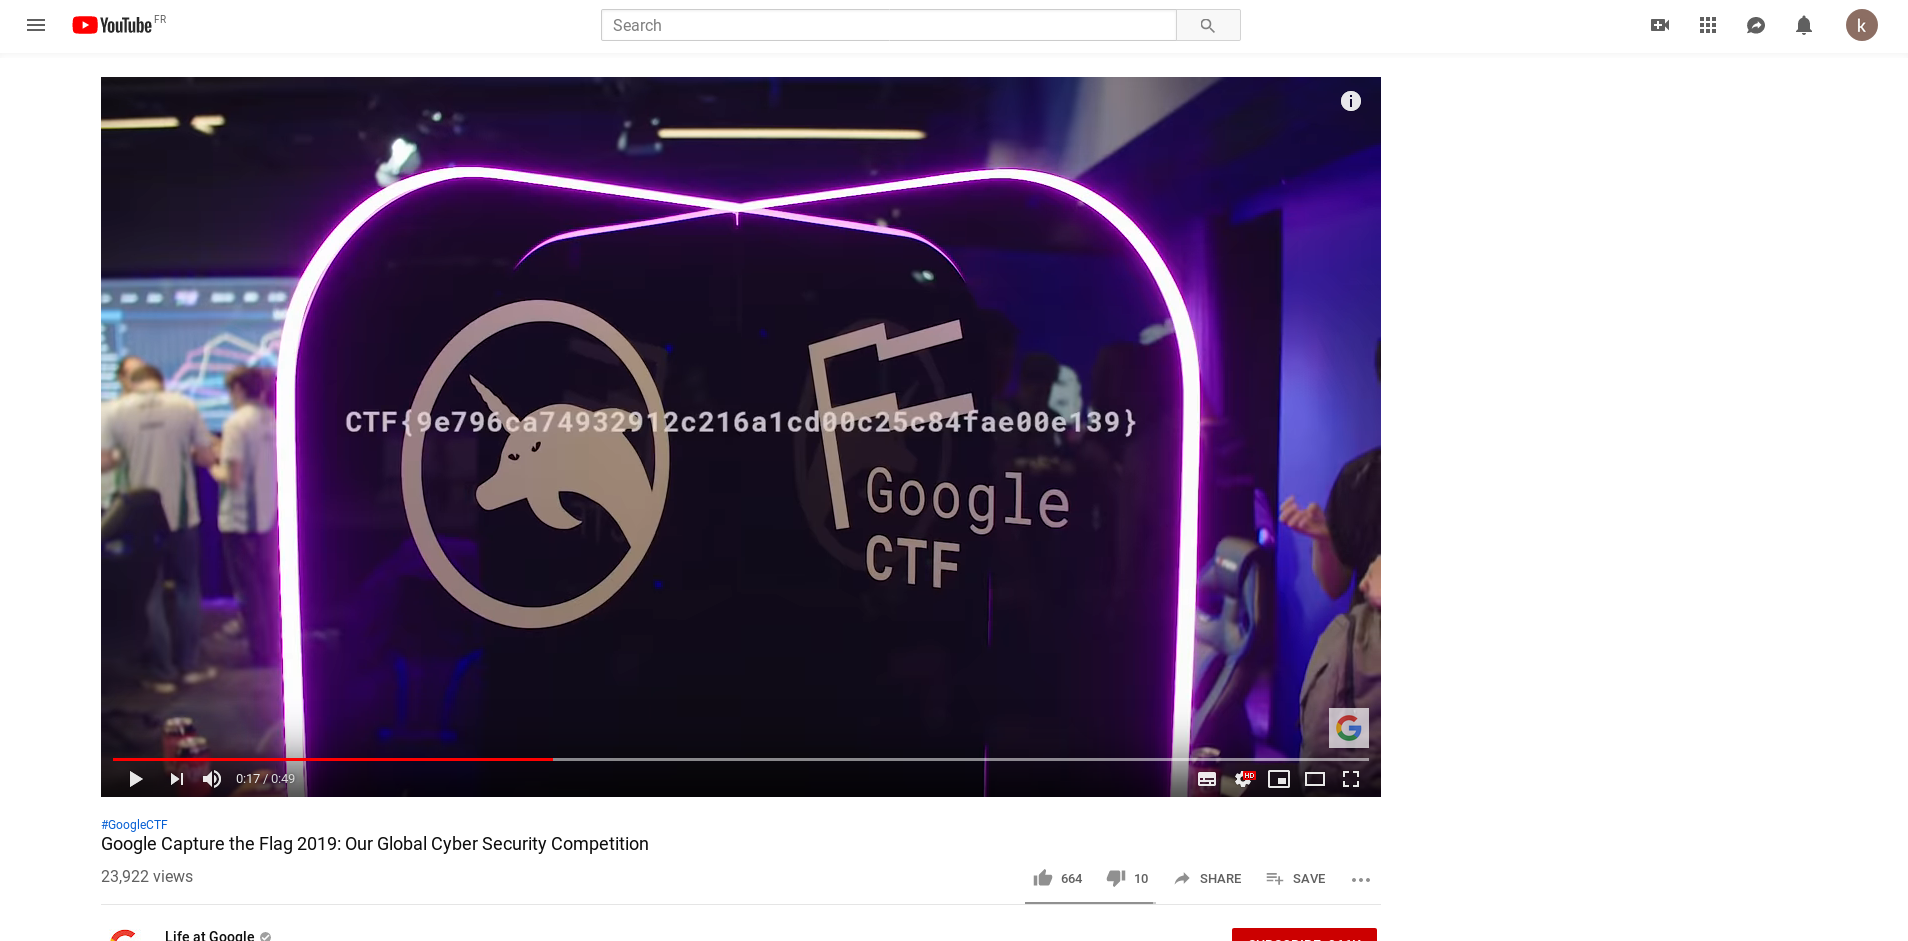 YouTube FR
Search
k
CTF{9e796ca74932912c216a1cd00c25c84fae00e139}
Google
CTF
0:17 / 0:49
HD
#GoogleCTF
Google Capture the Flag 2019: Our Global Cyber Security Competition
23,922 views
664
10
SHARE
SAVE
Life at Google